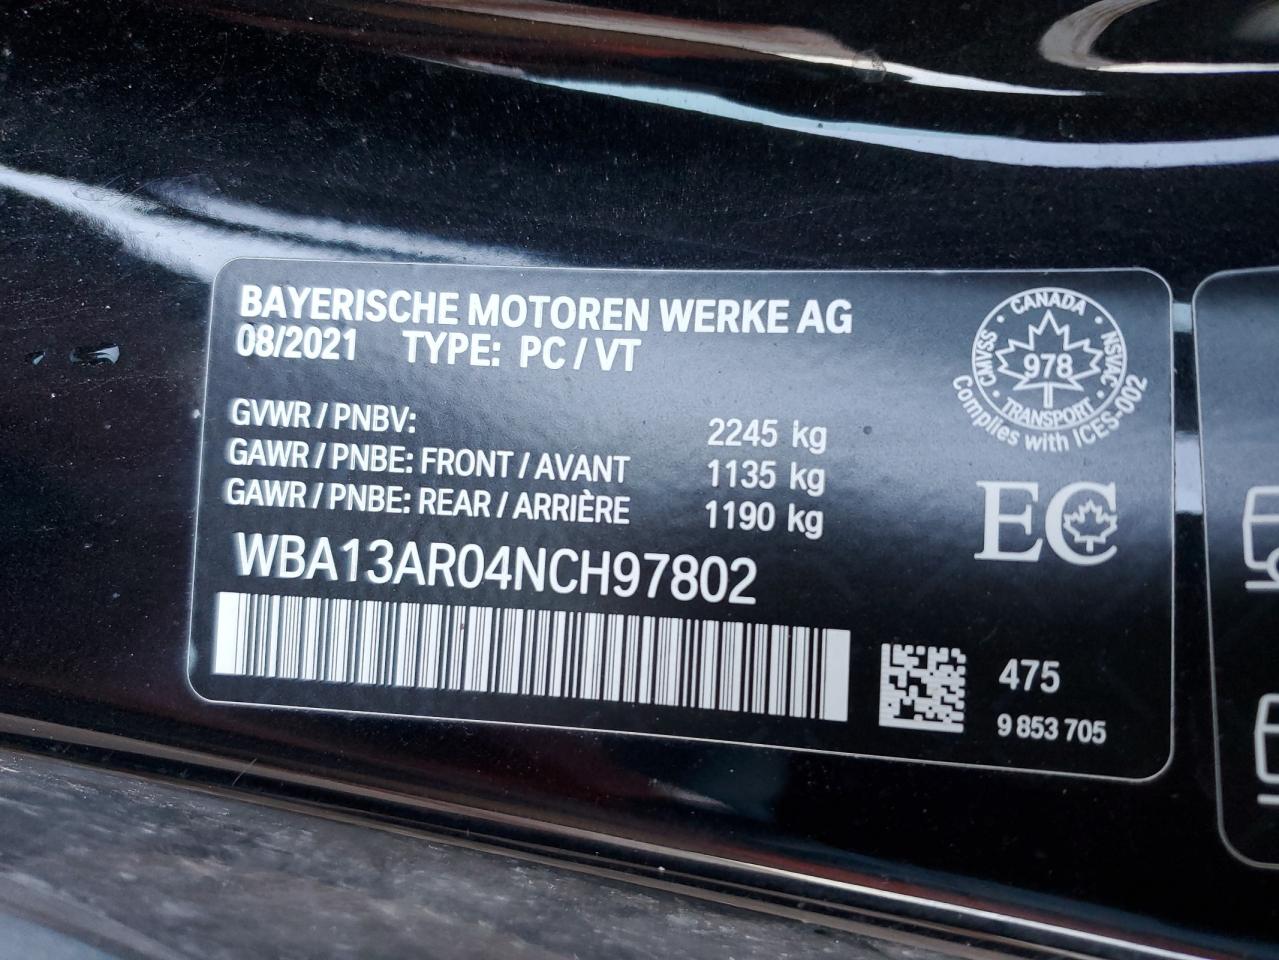 BAYERISCHE MOTOREN WERKE AG
08/2021 TYPE: PC / VT
GVWR / PNBV: 2245 kg
GAWR / PNBE: FRONT / AVANT 1135 kg
GAWR / PNBE: REAR / ARRIÈRE 1190 kg
WBA13AR04NCH97802
CANADA
CMVSS • NSVAC
978
TRANSPORT
Complies with ICES-002
EC
475
9 853 705